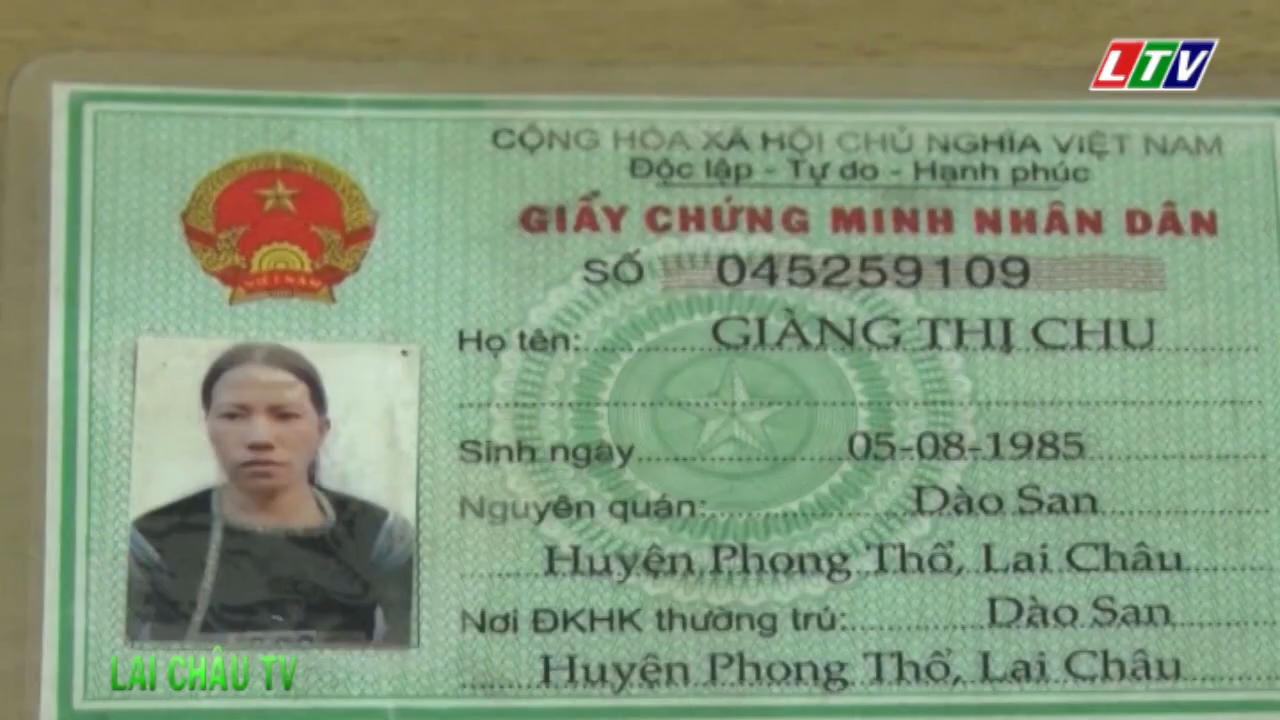 LTV
CỘNG HÒA XÃ HỘI CHỦ NGHĨA VIỆT NAM
Độc lập - Tự do - Hạnh phúc
GIẤY CHỨNG MINH NHÂN DÂN
SỐ 045259109
VIỆT NAM
Họ tên: GIÀNG THỊ CHU
Sinh ngày 05-08-1985
Nguyên quán: Dào San
Huyện Phong Thổ, Lai Châu
Nơi ĐKHK thường trú: Dào San
Huyện Phong Thổ, Lai Châu
LAI CHÂU TV